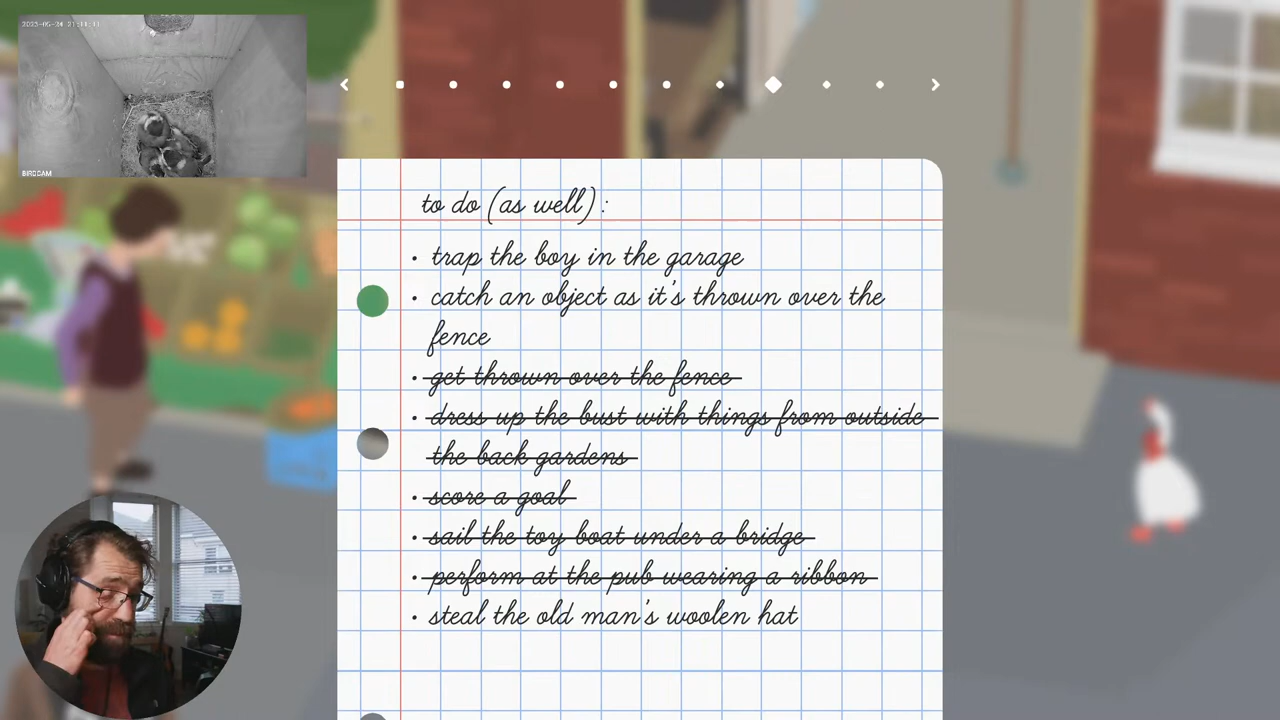 to do (as well):
• trap the boy in the garage
• catch an object as it's thrown over the
fence
• get thrown over the fence
• dress up the bust with things from outside
the back gardens
• score a goal
• sail the toy boat under a bridge
• perform at the pub wearing a ribbon
• steal the old man's woolen hat
BIRDCAM